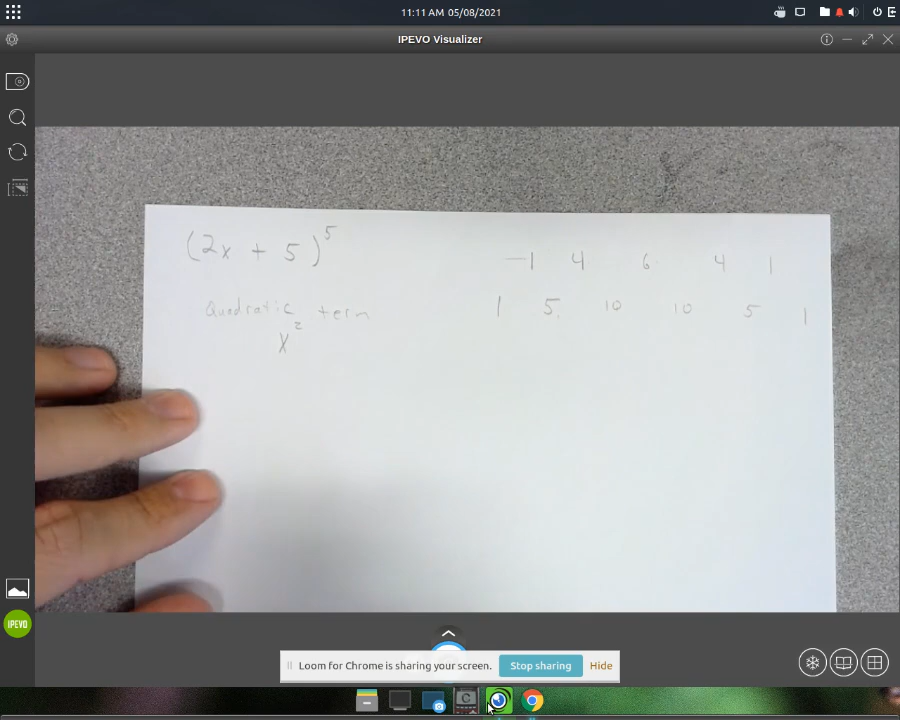 11:11 AM 05/08/2021
IPEVO Visualizer
(2x + 5)^5
Quadratic term
x^2
1 4 6 4 1
1 5 10 10 5 1
IPEVO
Loom for Chrome is sharing your screen. Stop sharing Hide
C